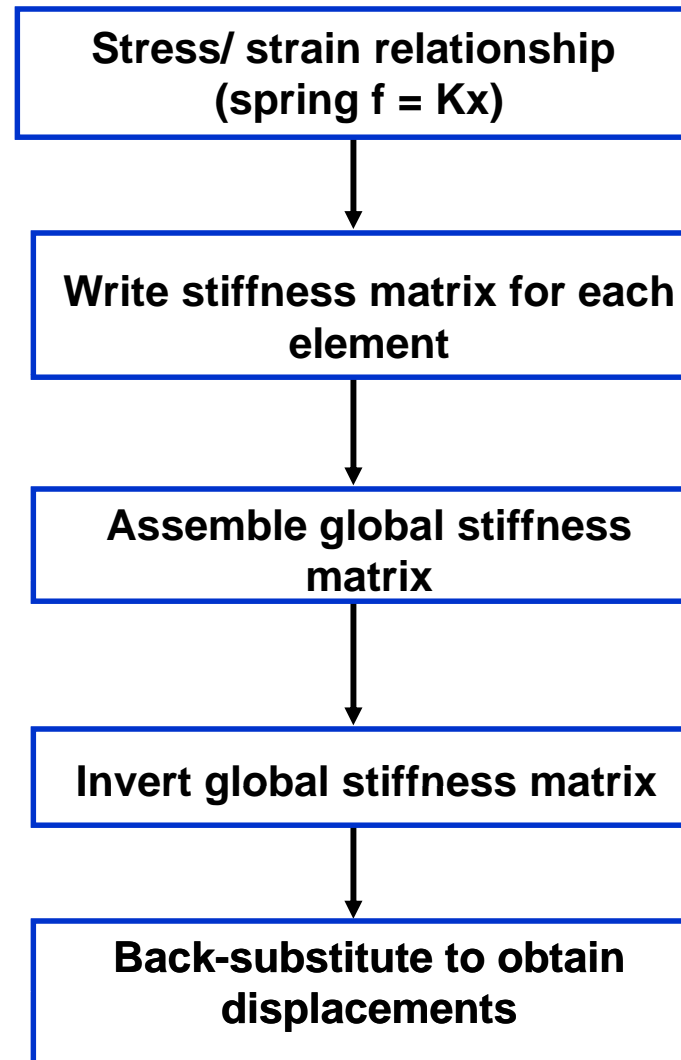 Stress/ strain relationship
(spring f = Kx)
Write stiffness matrix for each
element
Assemble global stiffness
matrix
Invert global stiffness matrix
Back-substitute to obtain
displacements